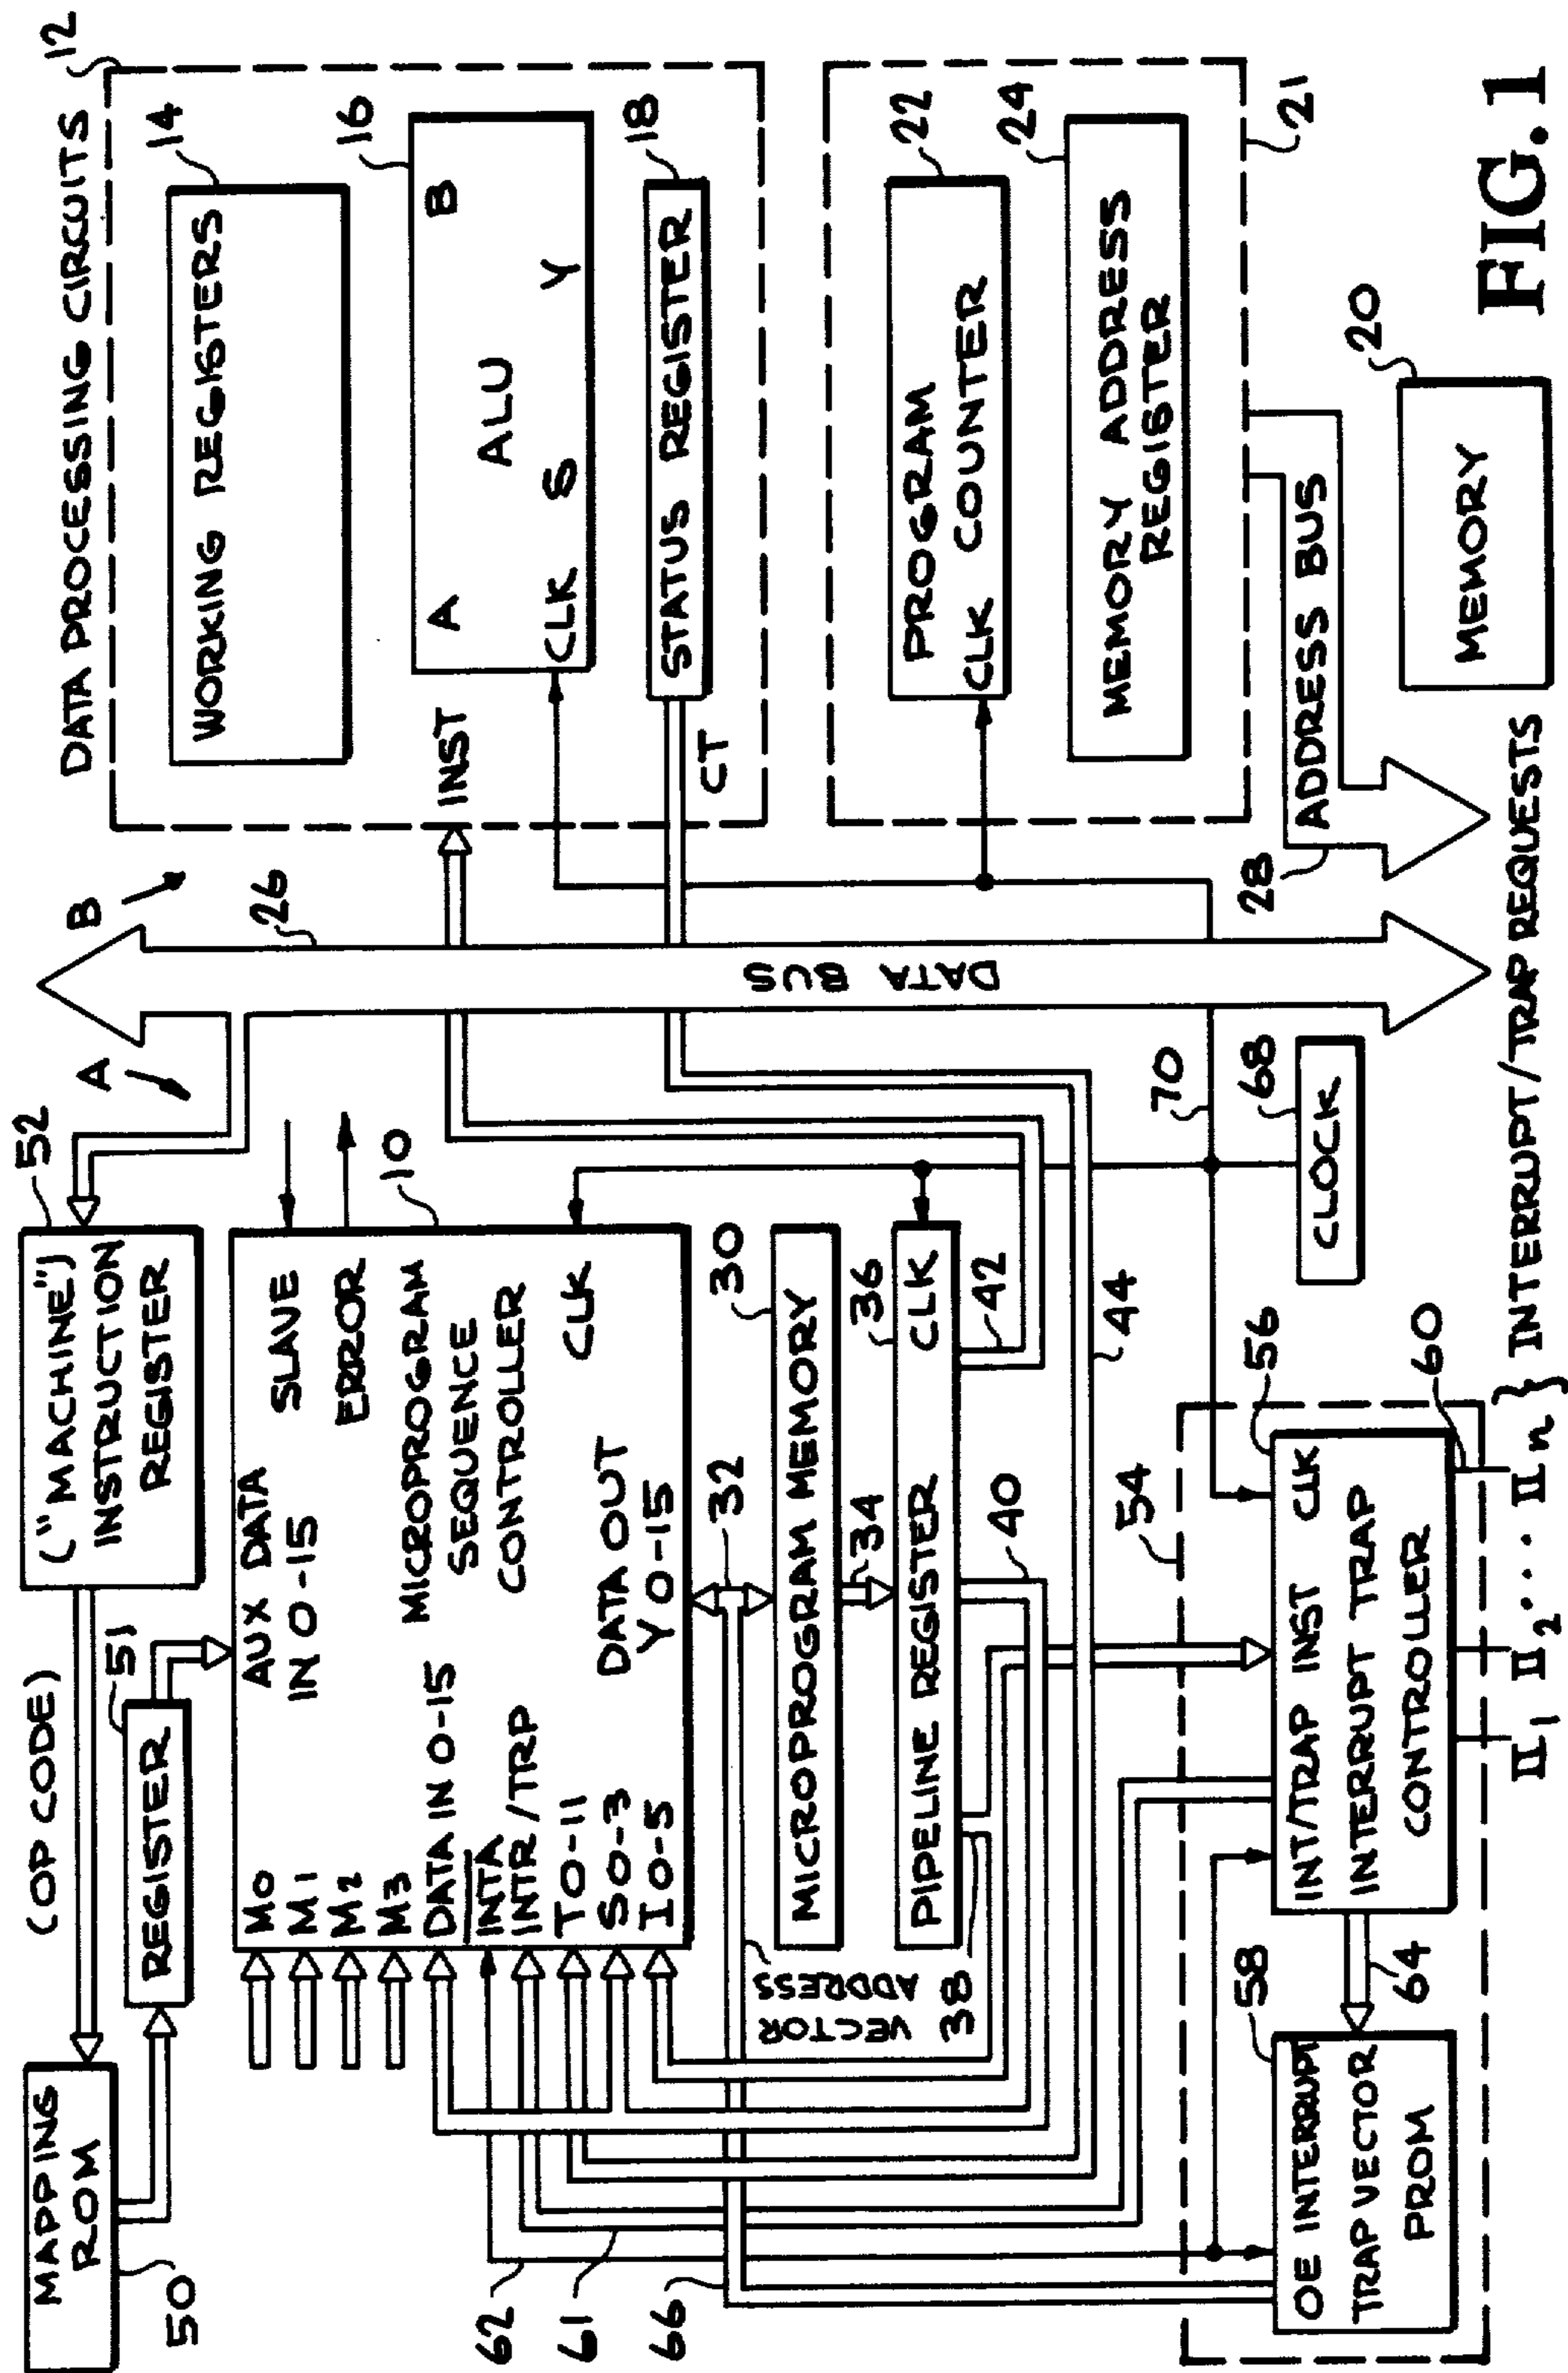 MAPPING
ROM
50
(OP CODE)
("MACHINE")
INSTRUCTION
REGISTER
52
REGISTER
51
A
B
26
DATA BUS
DATA PROCESSING CIRCUITS
12
WORKING REGISTERS
14
A
B
ALU
CLK
S
Y
16
INST
STATUS REGISTER
18
CT
M0
M1
M2
M3
DATA IN 0-15
INTA
INTR/TRP
T0-11
S0-3
I0-5
AUX DATA
IN 0-15
SLAVE
ERROR
MICROPROGRAM
SEQUENCE
CONTROLLER
CLK
DATA OUT
Y 0-15
10
32
VECTOR
ADDRESS
MICROPROGRAM MEMORY
30
34
PIPELINE REGISTER
CLK
36
38
40
42
44
62
61
66
PROGRAM
COUNTER
CLK
22
MEMORY ADDRESS
REGISTER
24
21
ADDRESS BUS
28
MEMORY
20
CLOCK
68
70
54
OE INTERRUPT
TRAP VECTOR
PROM
58
64
INT/TRAP INST
CLK
INTERRUPT TRAP
CONTROLLER
56
60
II1 II2 ... IIn } INTERRUPT/TRAP REQUESTS
FIG. 1